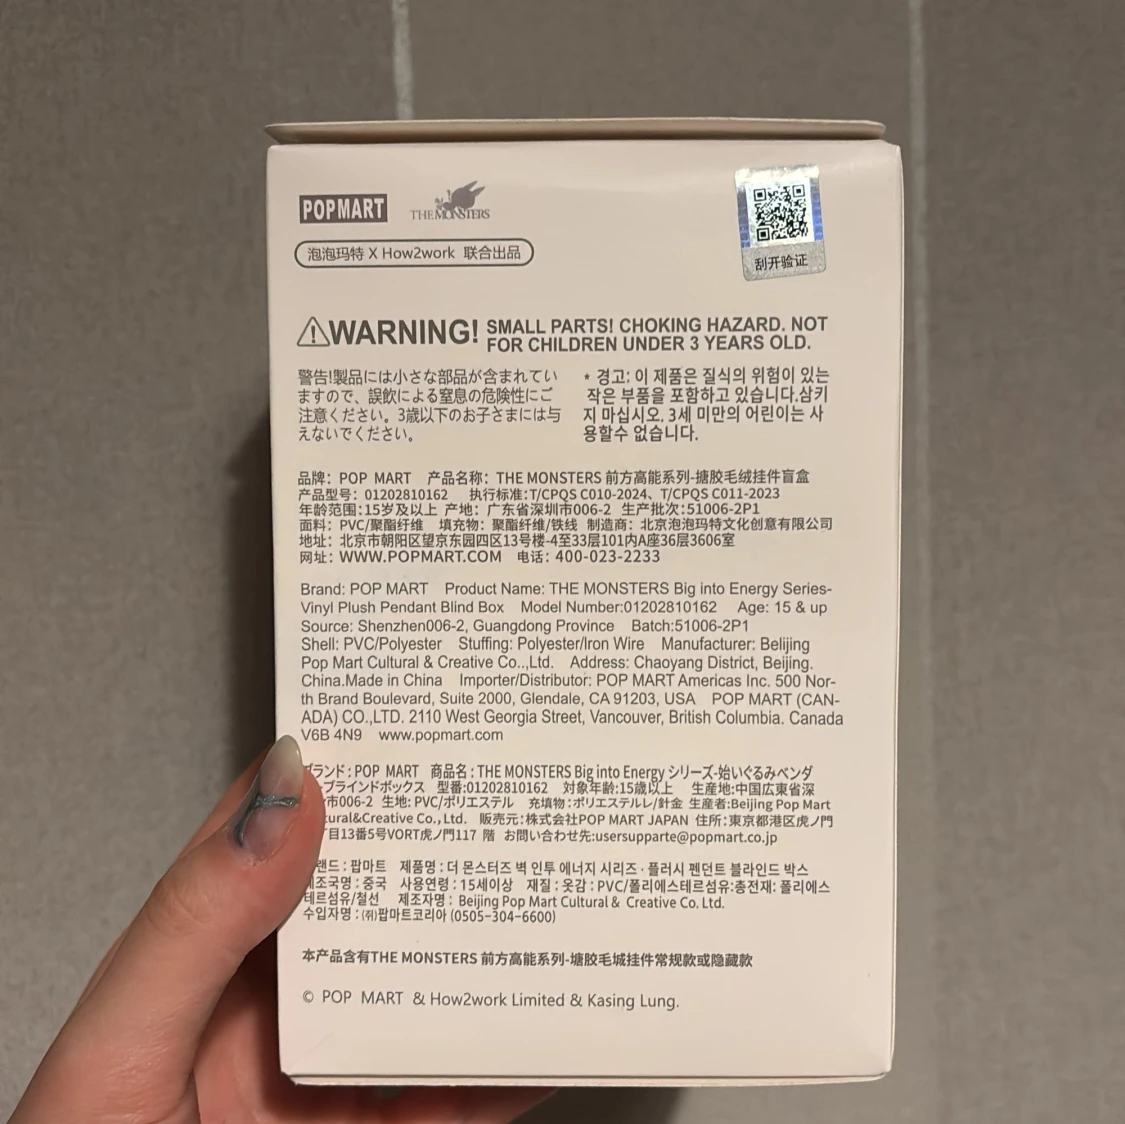 POP MART
THE MONSTERS
泡泡玛特 X How2work 联合出品
刮开验证
WARNING! SMALL PARTS! CHOKING HAZARD. NOT
FOR CHILDREN UNDER 3 YEARS OLD.
警告!製品には小さな部品が含まれてい
ますので、誤飲による窒息の危険性にご
注意ください。3歳以下のお子さまには与
えないでください。
* 경고: 이 제품은 질식의 위험이 있는
작은 부품을 포함하고 있습니다.삼키
지 마십시오. 3세 미만의 어린이는 사
용할수 없습니다.
品牌：POP MART 产品名称：THE MONSTERS 前方高能系列-搪胶毛绒挂件盲盒
产品型号：01202810162 执行标准:T/CPQS C010-2024、T/CPQS C011-2023
年龄范围:15岁及以上 产地：广东省深圳市006-2 生产批次:51006-2P1
面料：PVC/聚酯纤维 填充物：聚酯纤维/铁线 制造商：北京泡泡玛特文化创意有限公司
地址：北京市朝阳区望京东园四区13号楼-4至33层101内A座36层3606室
网址：WWW.POPMART.COM 电话：400-023-2233
Brand: POP MART Product Name: THE MONSTERS Big into Energy Series-
Vinyl Plush Pendant Blind Box Model Number:01202810162 Age: 15 & up
Source: Shenzhen006-2, Guangdong Province Batch:51006-2P1
Shell: PVC/Polyester Stuffing: Polyester/Iron Wire Manufacturer: Belijing
Pop Mart Cultural & Creative Co..,Ltd. Address: Chaoyang District, Beijing.
China.Made in China Importer/Distributor: POP MART Americas Inc. 500 Nor-
th Brand Boulevard, Suite 2000, Glendale, CA 91203, USA POP MART (CAN-
ADA) CO.,LTD. 2110 West Georgia Street, Vancouver, British Columbia. Canada
V6B 4N9 www.popmart.com
ブランド：POP MART 商品名：THE MONSTERS Big into Energy シリーズ-始いぐるみペンダ
ーブラインドボックス 型番:01202810162 対象年齢:15歳以上 生産地:中国広東省深
市006-2 生地: PVC/ポリエステル 充填物：ポリエステルレ/針金 生産者:Beijing Pop Mart
tural&Creative Co., Ltd. 販売元：株式会社POP MART JAPAN 住所：東京都港区虎ノ門
丁目13番5号VORT虎ノ門117 階 お問い合わせ先:usersupparte@popmart.co.jp
랜드 : 팝마트 제품명 : 더 몬스터즈 벅 인투 에너지 시리즈 · 플러시 펜던트 블라인드 박스
제조국명 : 중국 사용연령 : 15세이상 재질 : 옷감 : PVC/폴리에스테르섬유:충전재: 폴리에스
테르섬유/철선 제조자명 : Beijing Pop Mart Cultural & Creative Co. Ltd.
수입자명 : ㈜팝마트코리아 (0505-304-6600)
本产品含有THE MONSTERS 前方高能系列-搪胶毛城挂件常规款或隐藏款
© POP MART & How2work Limited & Kasing Lung.